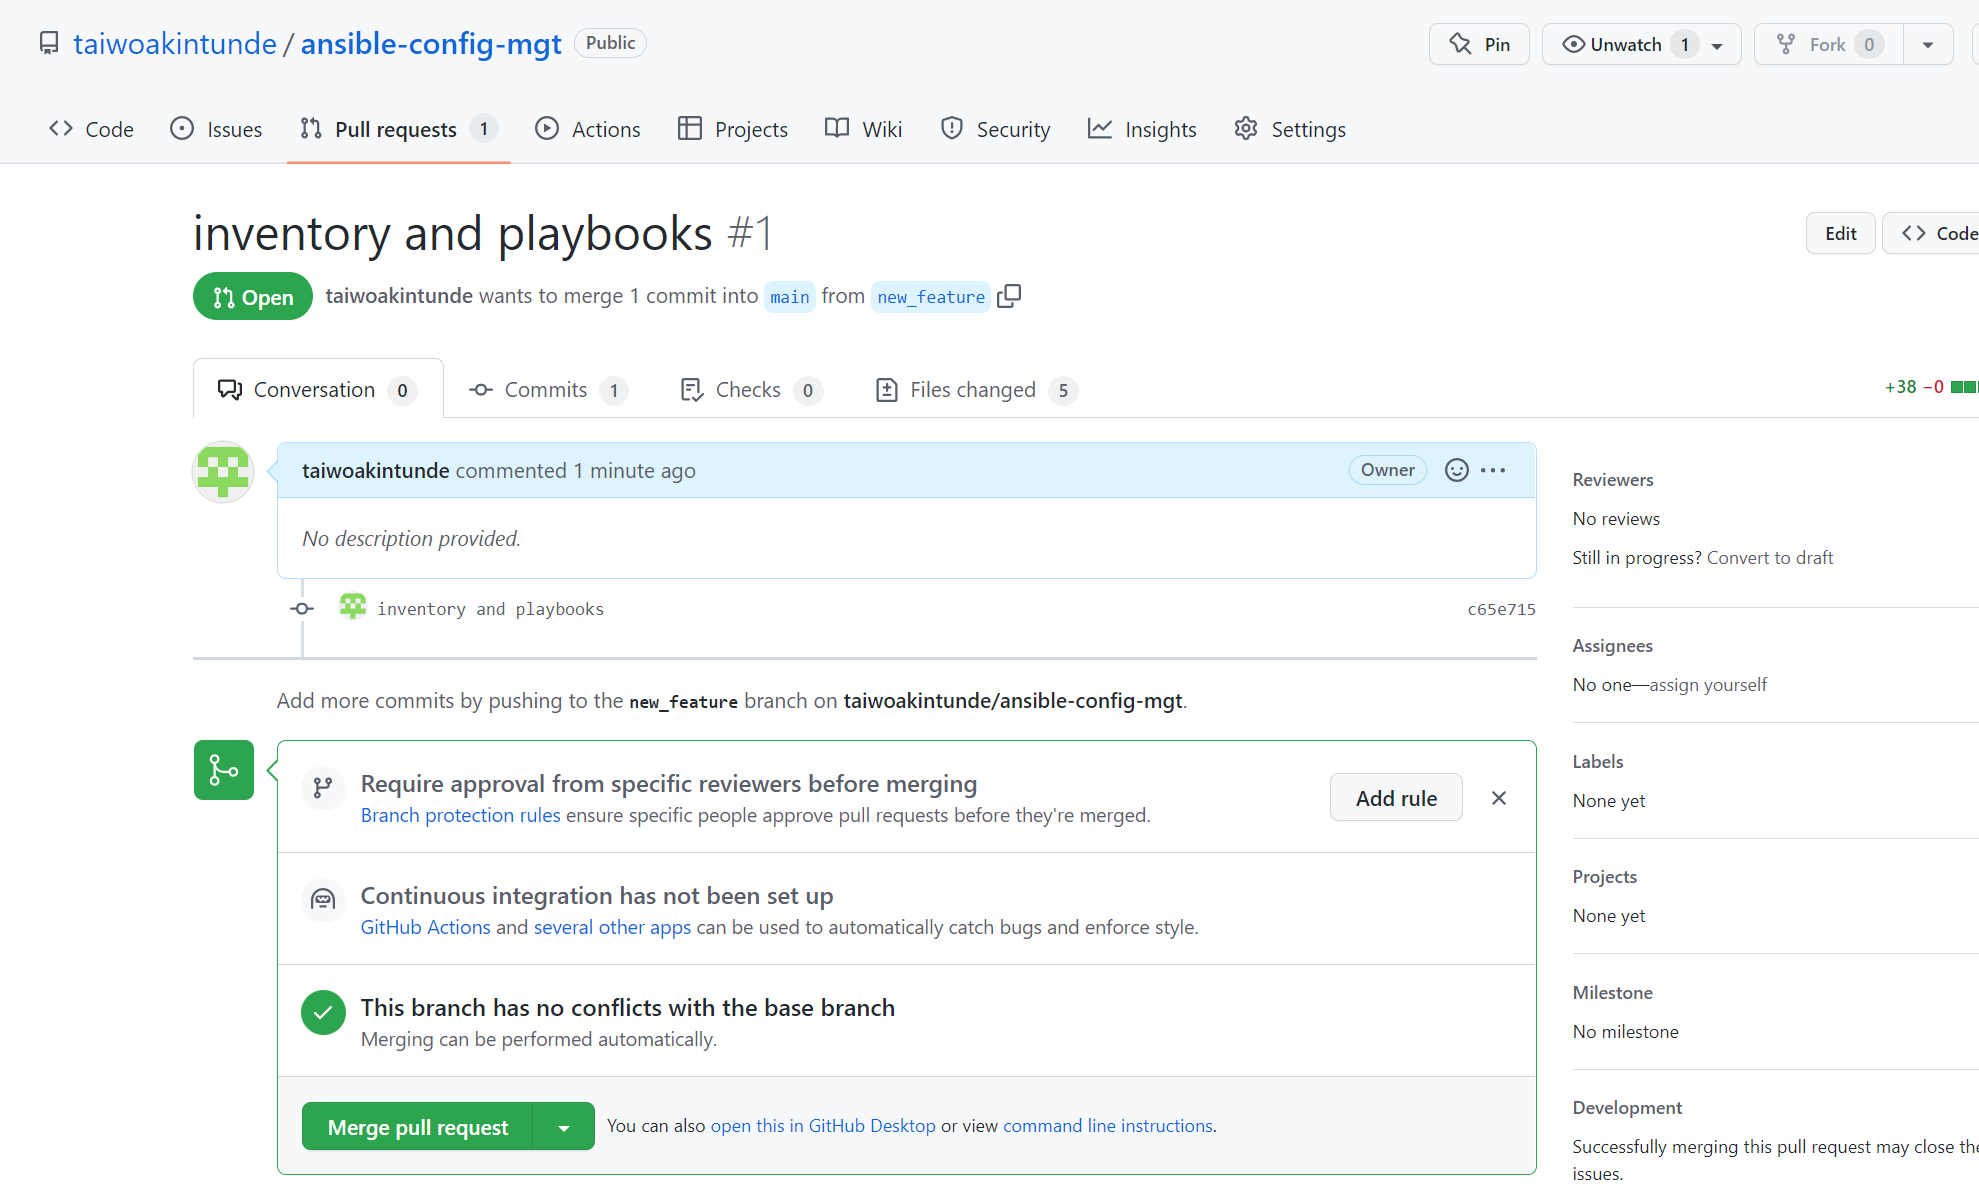 taiwoakintunde / ansible-config-mgt Public
Pin Unwatch 1 Fork 0
Code Issues Pull requests 1 Actions Projects Wiki Security Insights Settings
inventory and playbooks #1
Edit Code
Open taiwoakintunde wants to merge 1 commit into main from new_feature
Conversation 0 Commits 1 Checks 0 Files changed 5 +38 −0
taiwoakintunde commented 1 minute ago Owner
No description provided.
inventory and playbooks c65e715
Add more commits by pushing to the new_feature branch on taiwoakintunde/ansible-config-mgt.
Require approval from specific reviewers before merging
Branch protection rules ensure specific people approve pull requests before they're merged.
Add rule
Continuous integration has not been set up
GitHub Actions and several other apps can be used to automatically catch bugs and enforce style.
This branch has no conflicts with the base branch
Merging can be performed automatically.
Merge pull request You can also open this in GitHub Desktop or view command line instructions.
Reviewers
No reviews
Still in progress? Convert to draft
Assignees
No one—assign yourself
Labels
None yet
Projects
None yet
Milestone
No milestone
Development
Successfully merging this pull request may close
issues.